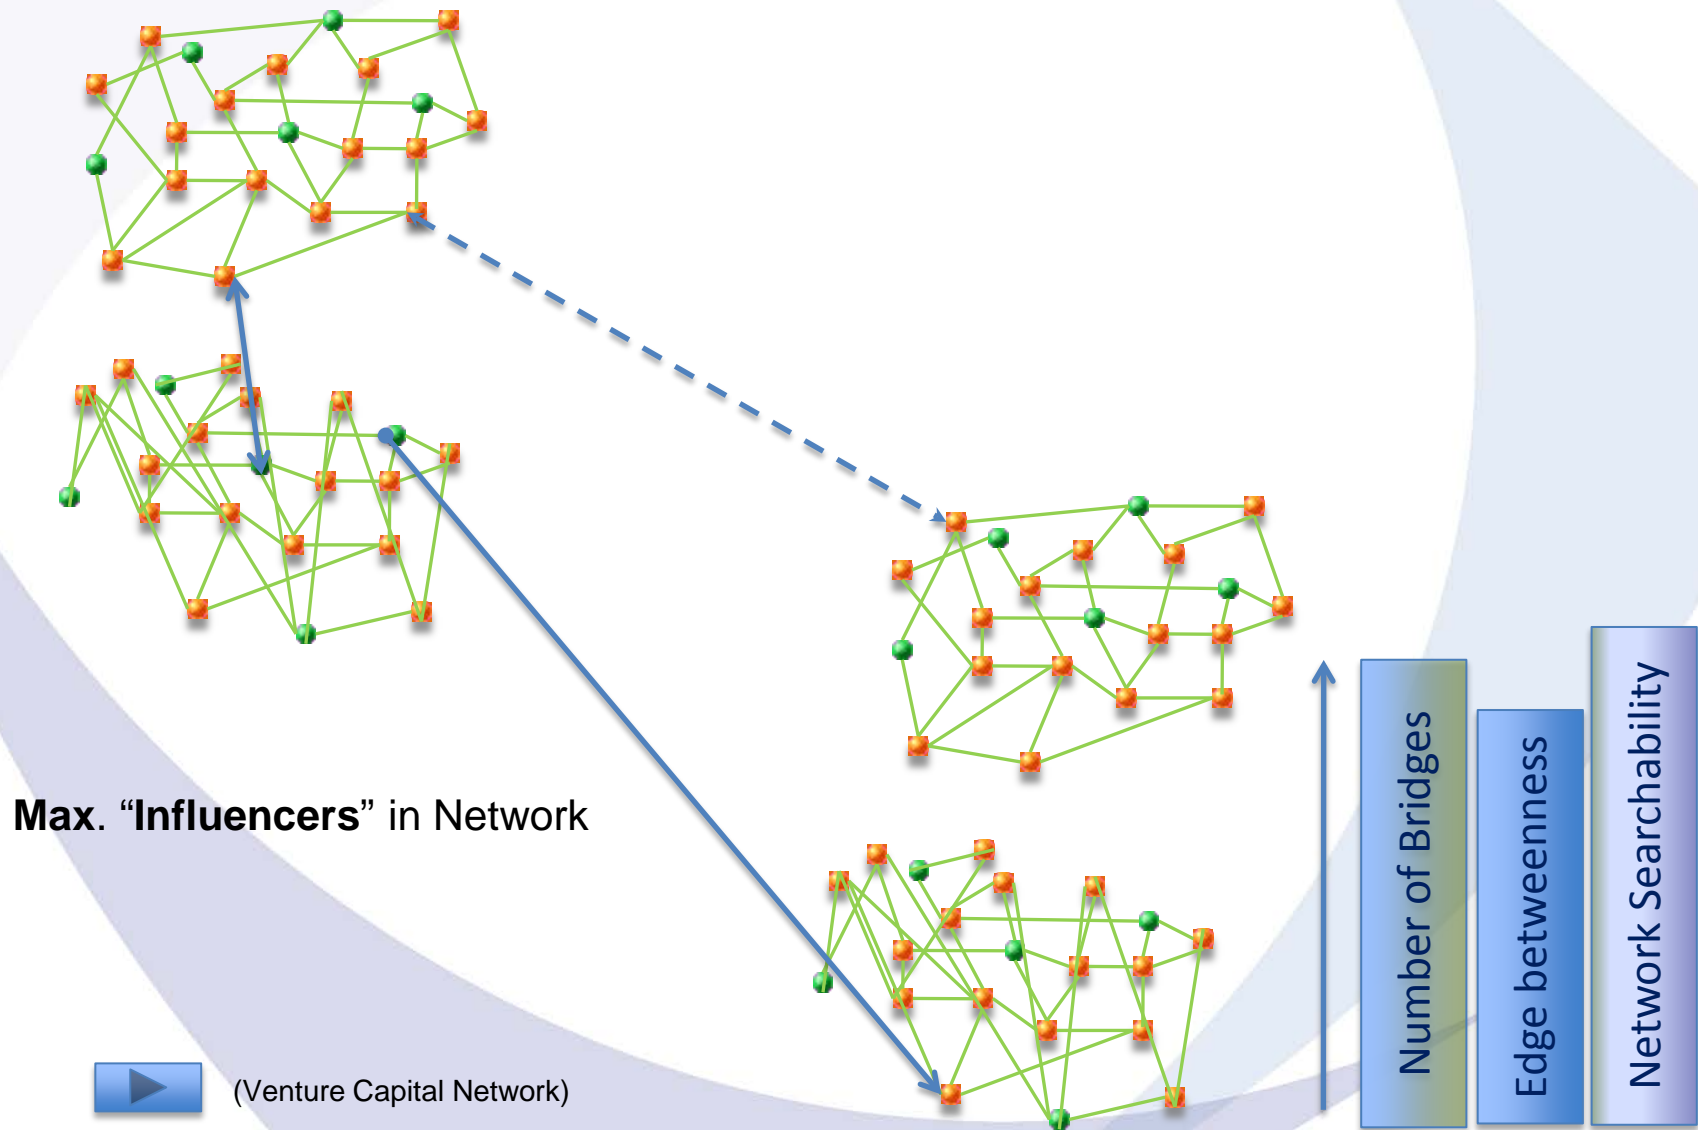 Max. “Influencers” in Network
(Venture Capital Network)
Number of Bridges
Edge betweenness
Network Searchability